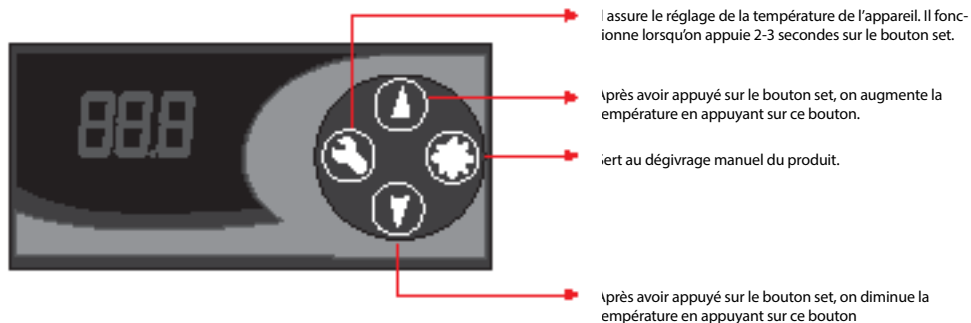 88.8
l assure le réglage de la température de l'appareil. Il fonc-
ionne lorsqu'on appuie 2-3 secondes sur le bouton set.
Après avoir appuyé sur le bouton set, on augmente la
empérature en appuyant sur ce bouton.
Sert au dégivrage manuel du produit.
Après avoir appuyé sur le bouton set, on diminue la
empérature en appuyant sur ce bouton